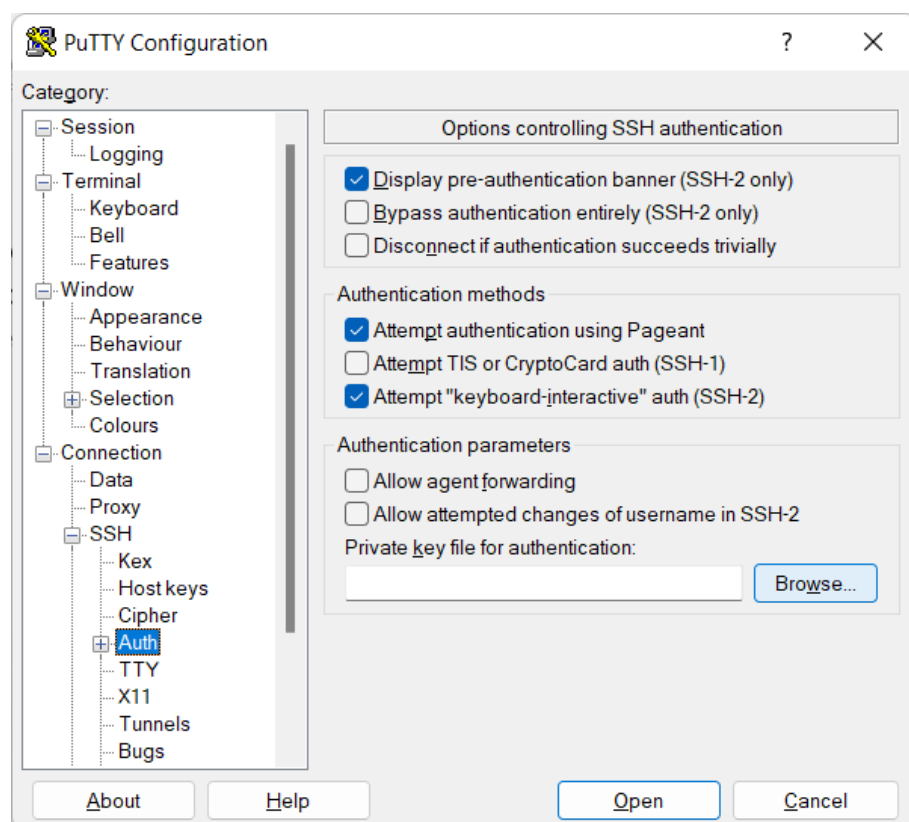 PuTTY Configuration
?
Category:
Session
Logging
Terminal
Keyboard
Bell
Features
Window
Appearance
Behaviour
Translation
Selection
Colours
Connection
Data
Proxy
SSH
Kex
Host keys
Cipher
Auth
TTY
X11
Tunnels
Bugs
Options controlling SSH authentication
Display pre-authentication banner (SSH-2 only)
Bypass authentication entirely (SSH-2 only)
Disconnect if authentication succeeds trivially
Authentication methods
Attempt authentication using Pageant
Attempt TIS or CryptoCard auth (SSH-1)
Attempt "keyboard-interactive" auth (SSH-2)
Authentication parameters
Allow agent forwarding
Allow attempted changes of username in SSH-2
Private key file for authentication:
Browse...
About
Help
Open
Cancel